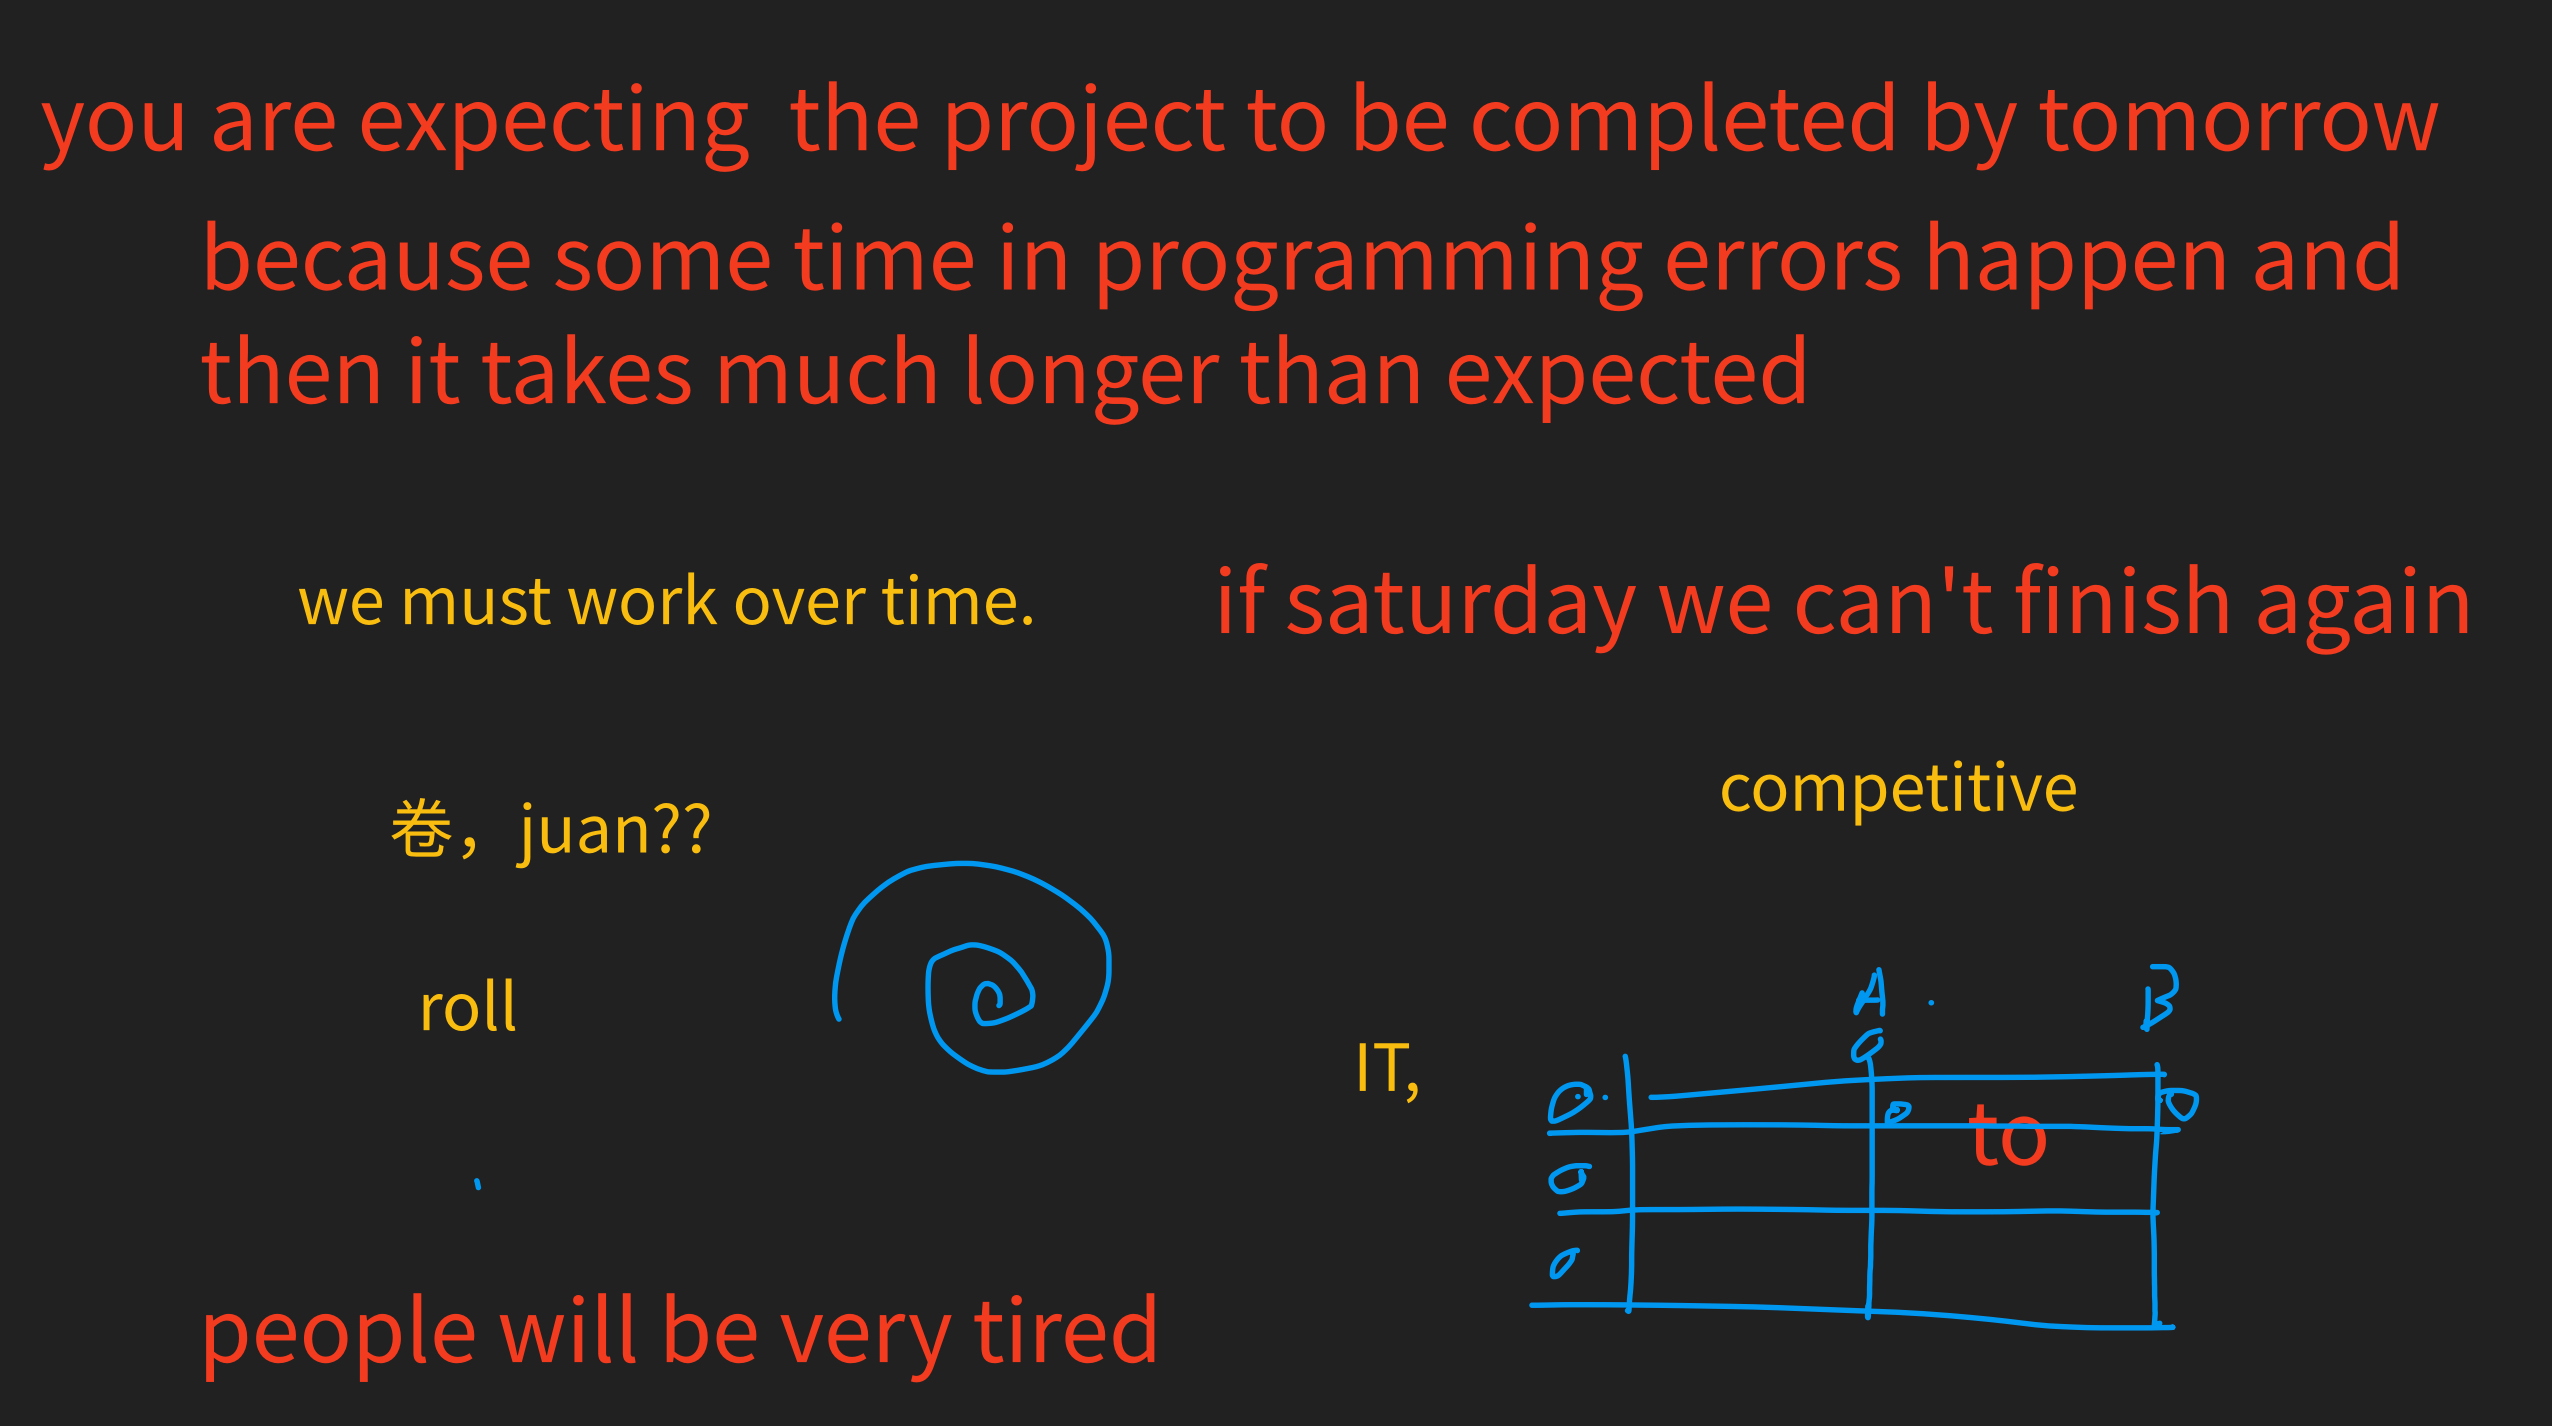 you are expecting  the project to be completed by tomorrow
because some time in programming errors happen and
then it takes much longer than expected
we must work over time.
if saturday we can't finish again
competitive
卷，juan??
roll
A
B
IT,
to
people will be very tired